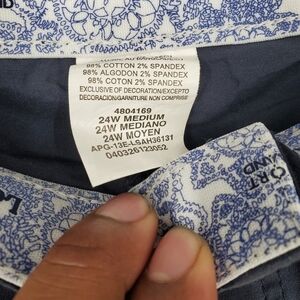 98% COTTON 2% SPANDEX
98% ALGODON 2% SPANDEX
98% COTON 2% SPANDEX
EXCLUSIVE OF DECORATION/EXCEPTO
DECORACION/GARNITURE NON COMPRISE
4804169
24W MEDIUM
24W MEDIANO
24W MOYEN
APG-13E-LSAH36131
040326123052